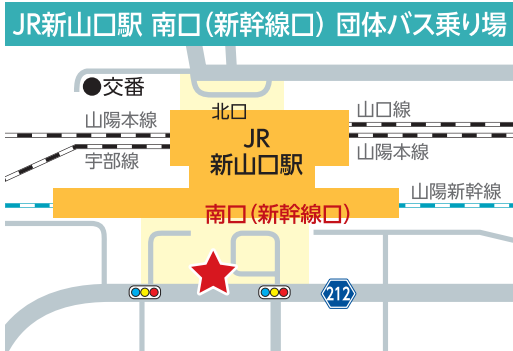 JR新山口駅 南口(新幹線口) 団体バス乗り場
●交番
北口
山陽本線
山口線
JR
新山口駅
宇部線
山陽本線
山陽新幹線
南口(新幹線口)
212